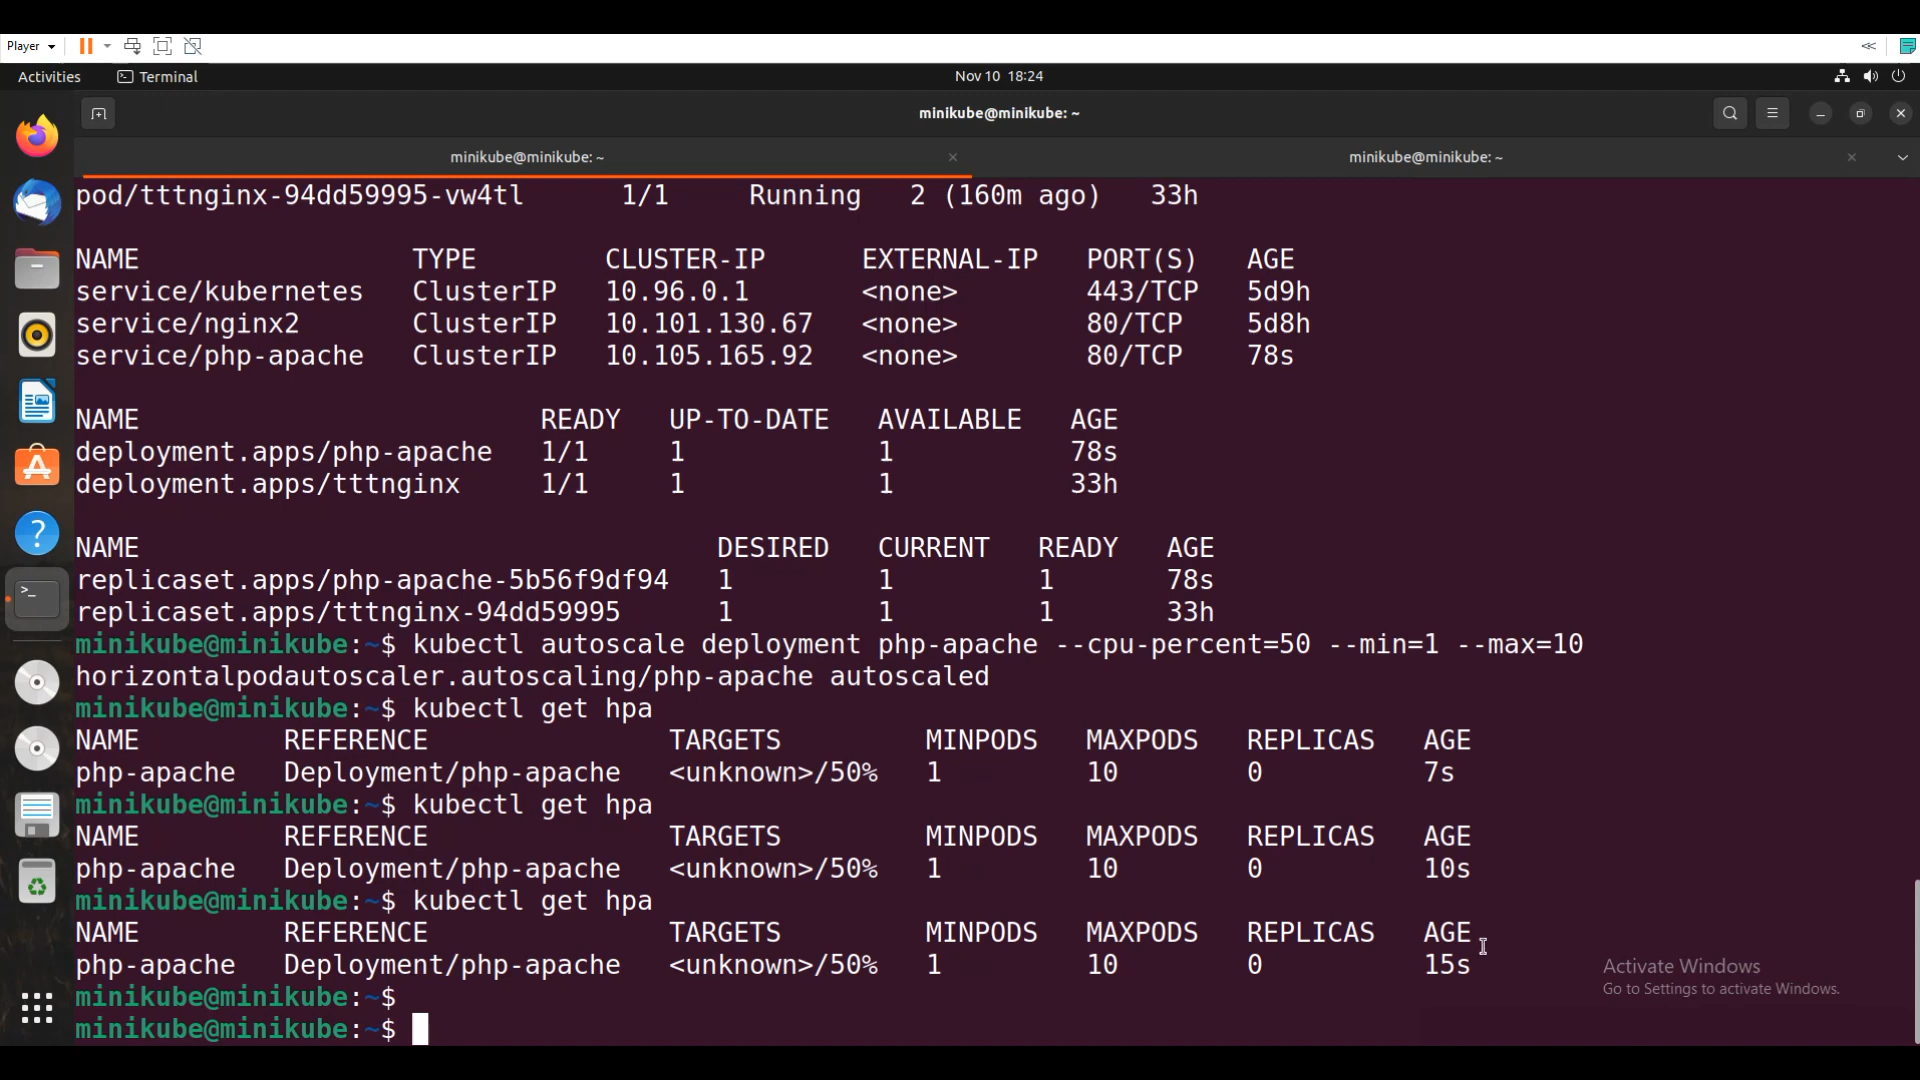 Player
<<
Activities Terminal Nov 10 18:24
minikube@minikube: ~
minikube@minikube: ~ minikube@minikube: ~
pod/tttnginx-94dd59995-vw4tl 1/1 Running 2 (160m ago) 33h
NAME TYPE CLUSTER-IP EXTERNAL-IP PORT(S) AGE
service/kubernetes ClusterIP 10.96.0.1 <none> 443/TCP 5d9h
service/nginx2 ClusterIP 10.101.130.67 <none> 80/TCP 5d8h
service/php-apache ClusterIP 10.105.165.92 <none> 80/TCP 78s
NAME READY UP-TO-DATE AVAILABLE AGE
deployment.apps/php-apache 1/1 1 1 78s
deployment.apps/tttnginx 1/1 1 1 33h
NAME DESIRED CURRENT READY AGE
replicaset.apps/php-apache-5b56f9df94 1 1 1 78s
replicaset.apps/tttnginx-94dd59995 1 1 1 33h
minikube@minikube:~$ kubectl autoscale deployment php-apache --cpu-percent=50 --min=1 --max=10
horizontalpodautoscaler.autoscaling/php-apache autoscaled
minikube@minikube:~$ kubectl get hpa
NAME REFERENCE TARGETS MINPODS MAXPODS REPLICAS AGE
php-apache Deployment/php-apache <unknown>/50% 1 10 0 7s
minikube@minikube:~$ kubectl get hpa
NAME REFERENCE TARGETS MINPODS MAXPODS REPLICAS AGE
php-apache Deployment/php-apache <unknown>/50% 1 10 0 10s
minikube@minikube:~$ kubectl get hpa
NAME REFERENCE TARGETS MINPODS MAXPODS REPLICAS AGE
php-apache Deployment/php-apache <unknown>/50% 1 10 0 15s
minikube@minikube:~$
minikube@minikube:~$
Activate Windows
Go to Settings to activate Windows.